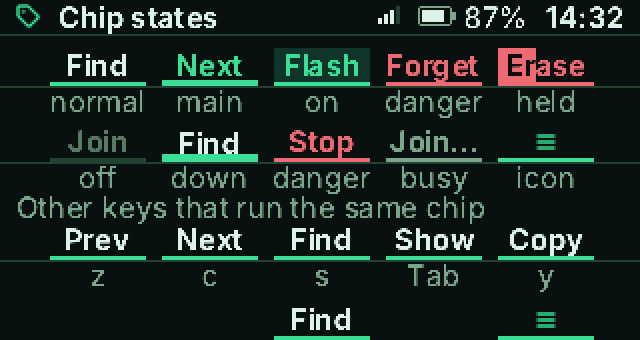 Chip states 87% 14:32
Find Next Flash Forget Erase
normal main on danger held
Join Find Stop Join...
off down danger busy icon
Other keys that run the same chip
Prev Next Find Show Copy
z c s Tab y
Find